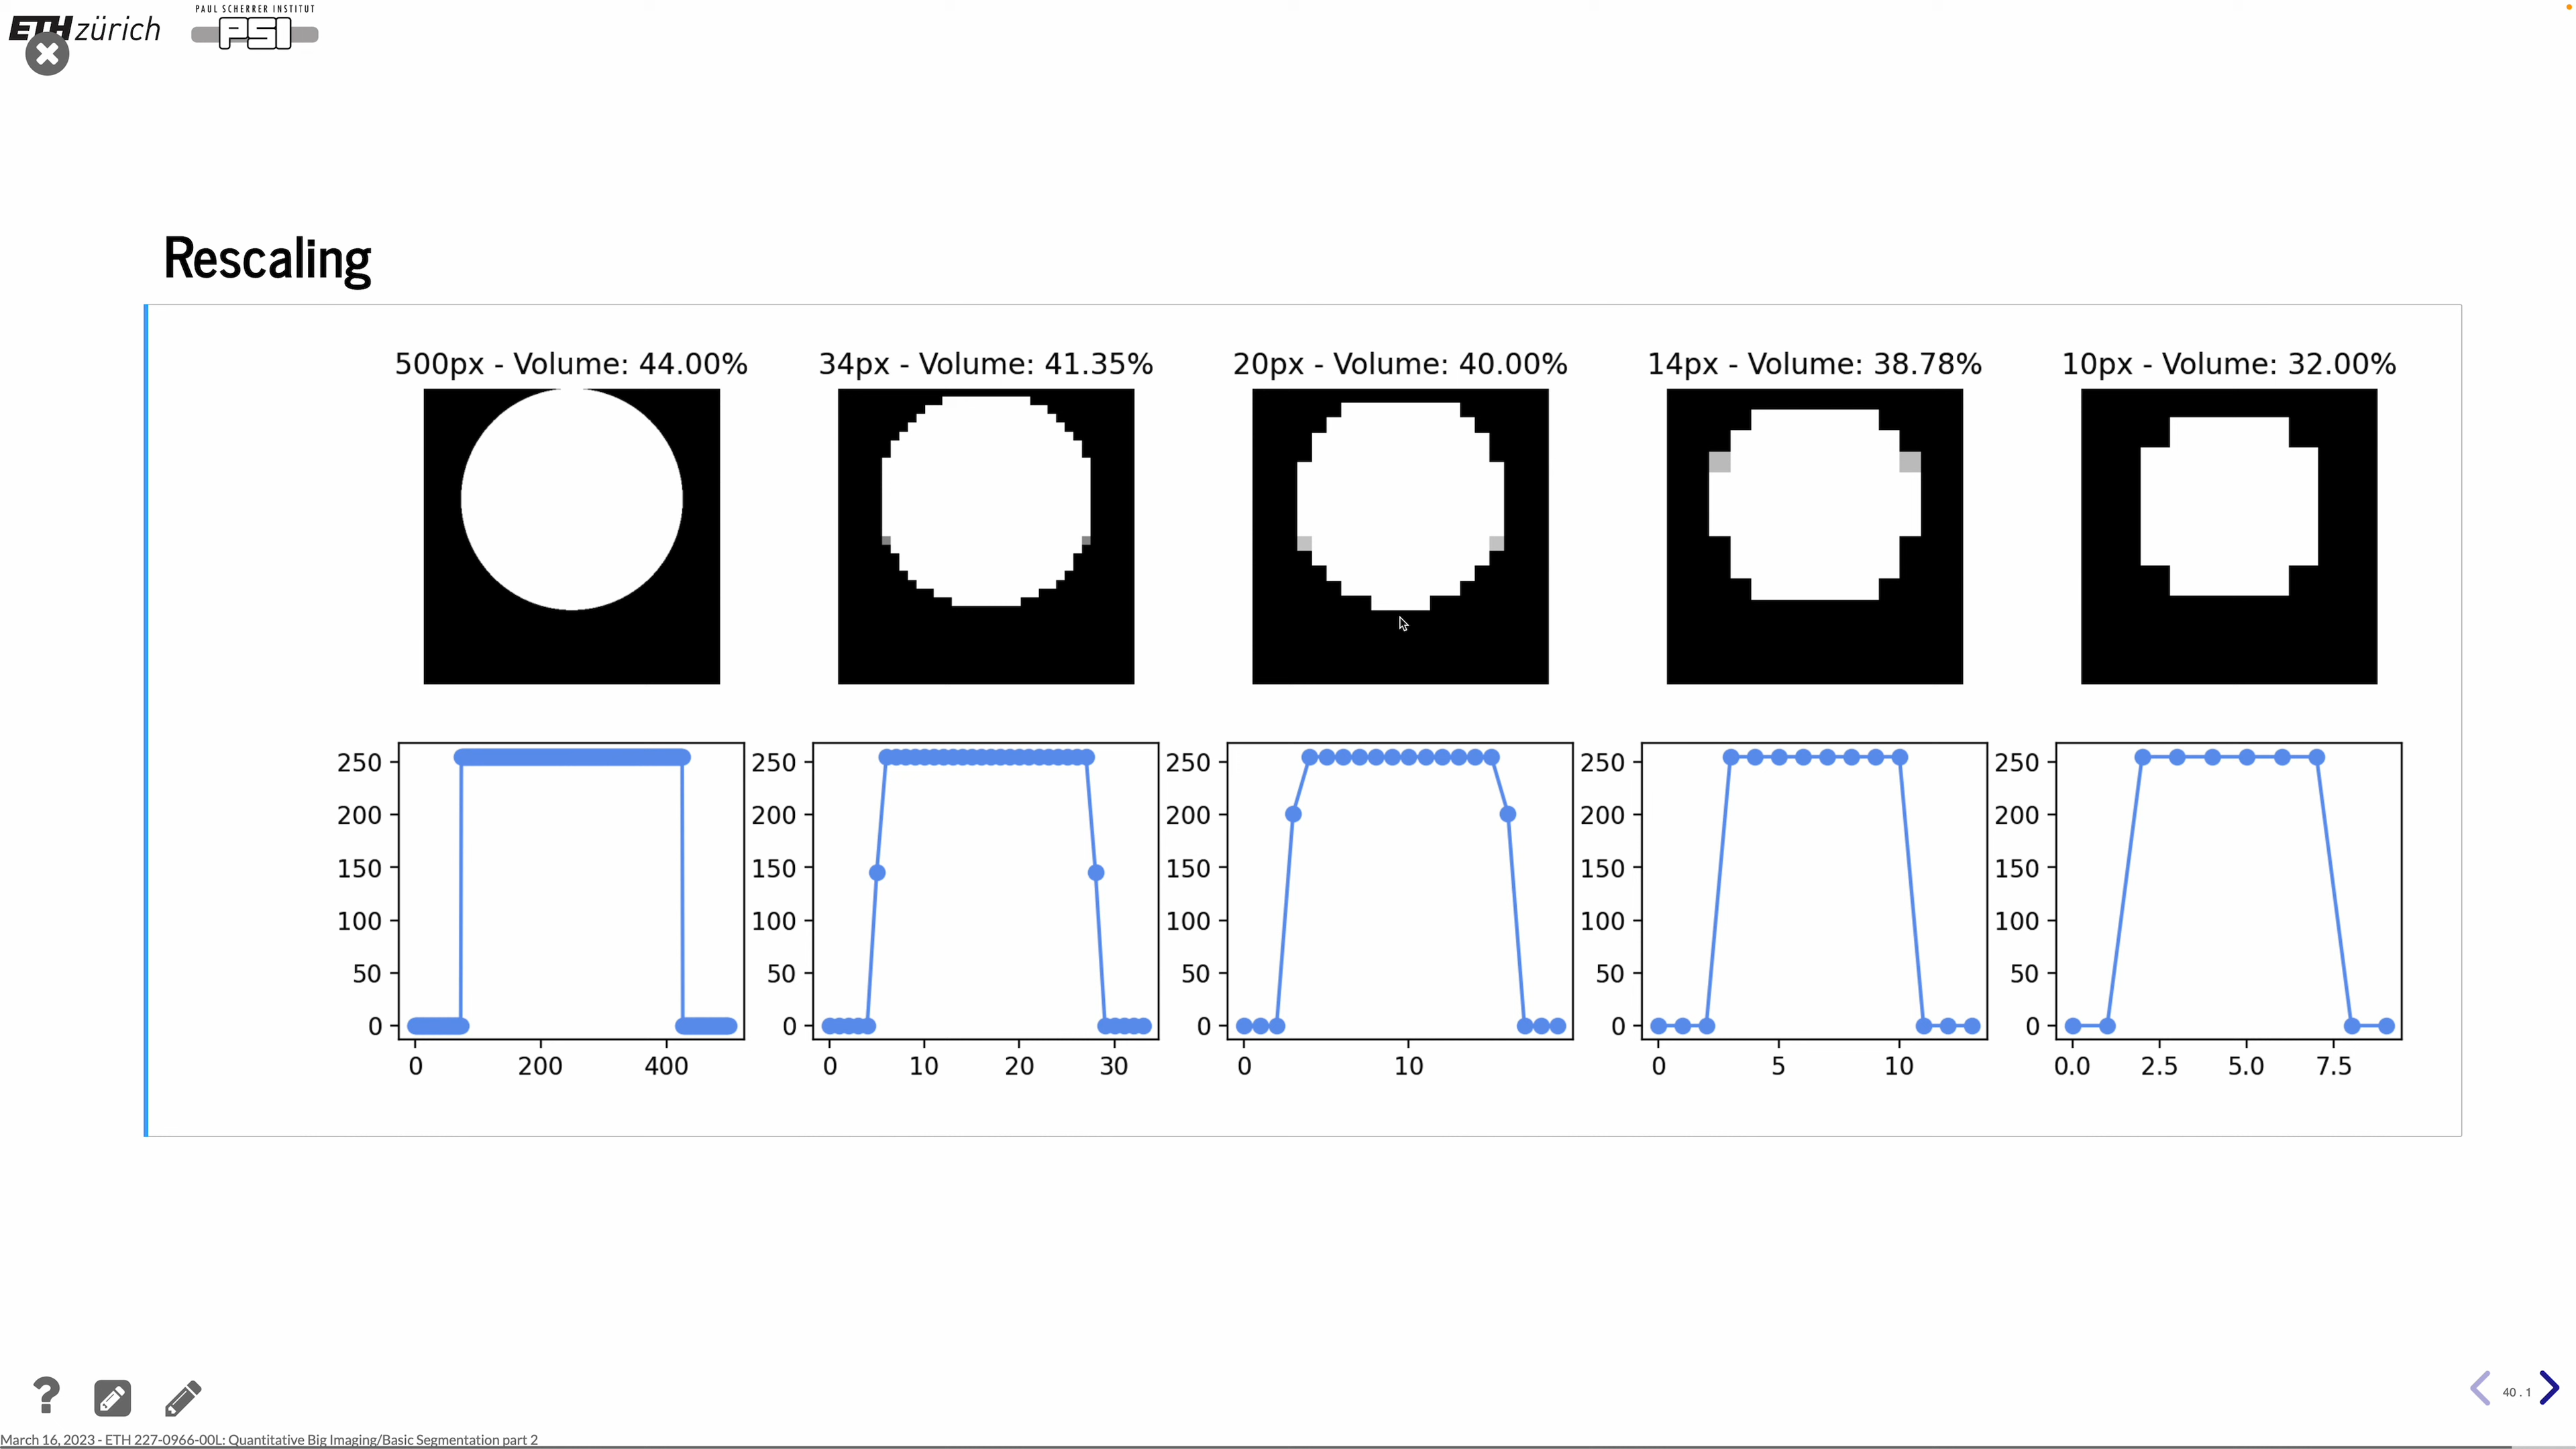 PAUL SCHERRER INSTITUT
ETH zürich
PSI
Rescaling
500px - Volume: 44.00%
34px - Volume: 41.35%
20px - Volume: 40.00%
14px - Volume: 38.78%
10px - Volume: 32.00%
250
200
150
100
50
0
0 200 400
250
200
150
100
50
0
0 10 20 30
250
200
150
100
50
0
0 10
250
200
150
100
50
0
0 5 10
250
200
150
100
50
0
0.0 2.5 5.0 7.5
?
40 . 1
March 16, 2023 - ETH 227-0966-00L: Quantitative Big Imaging/Basic Segmentation part 2